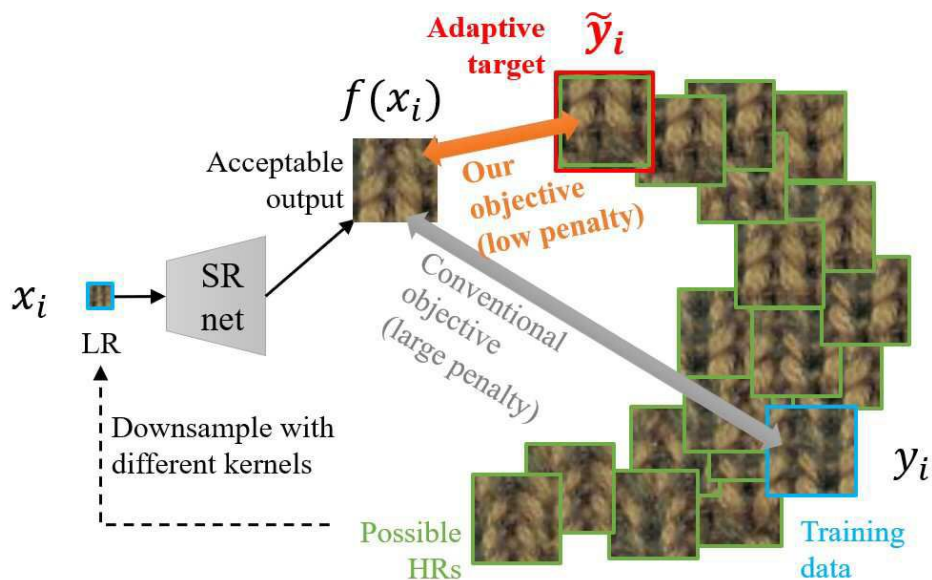 Adaptive
target
ỹᵢ
f(xᵢ)
Acceptable
output
Our
objective
(low penalty)
Conventional
objective
(large penalty)
xᵢ
SR
net
LR
Downsample with
different kernels
yᵢ
Possible
HRs
Training
data